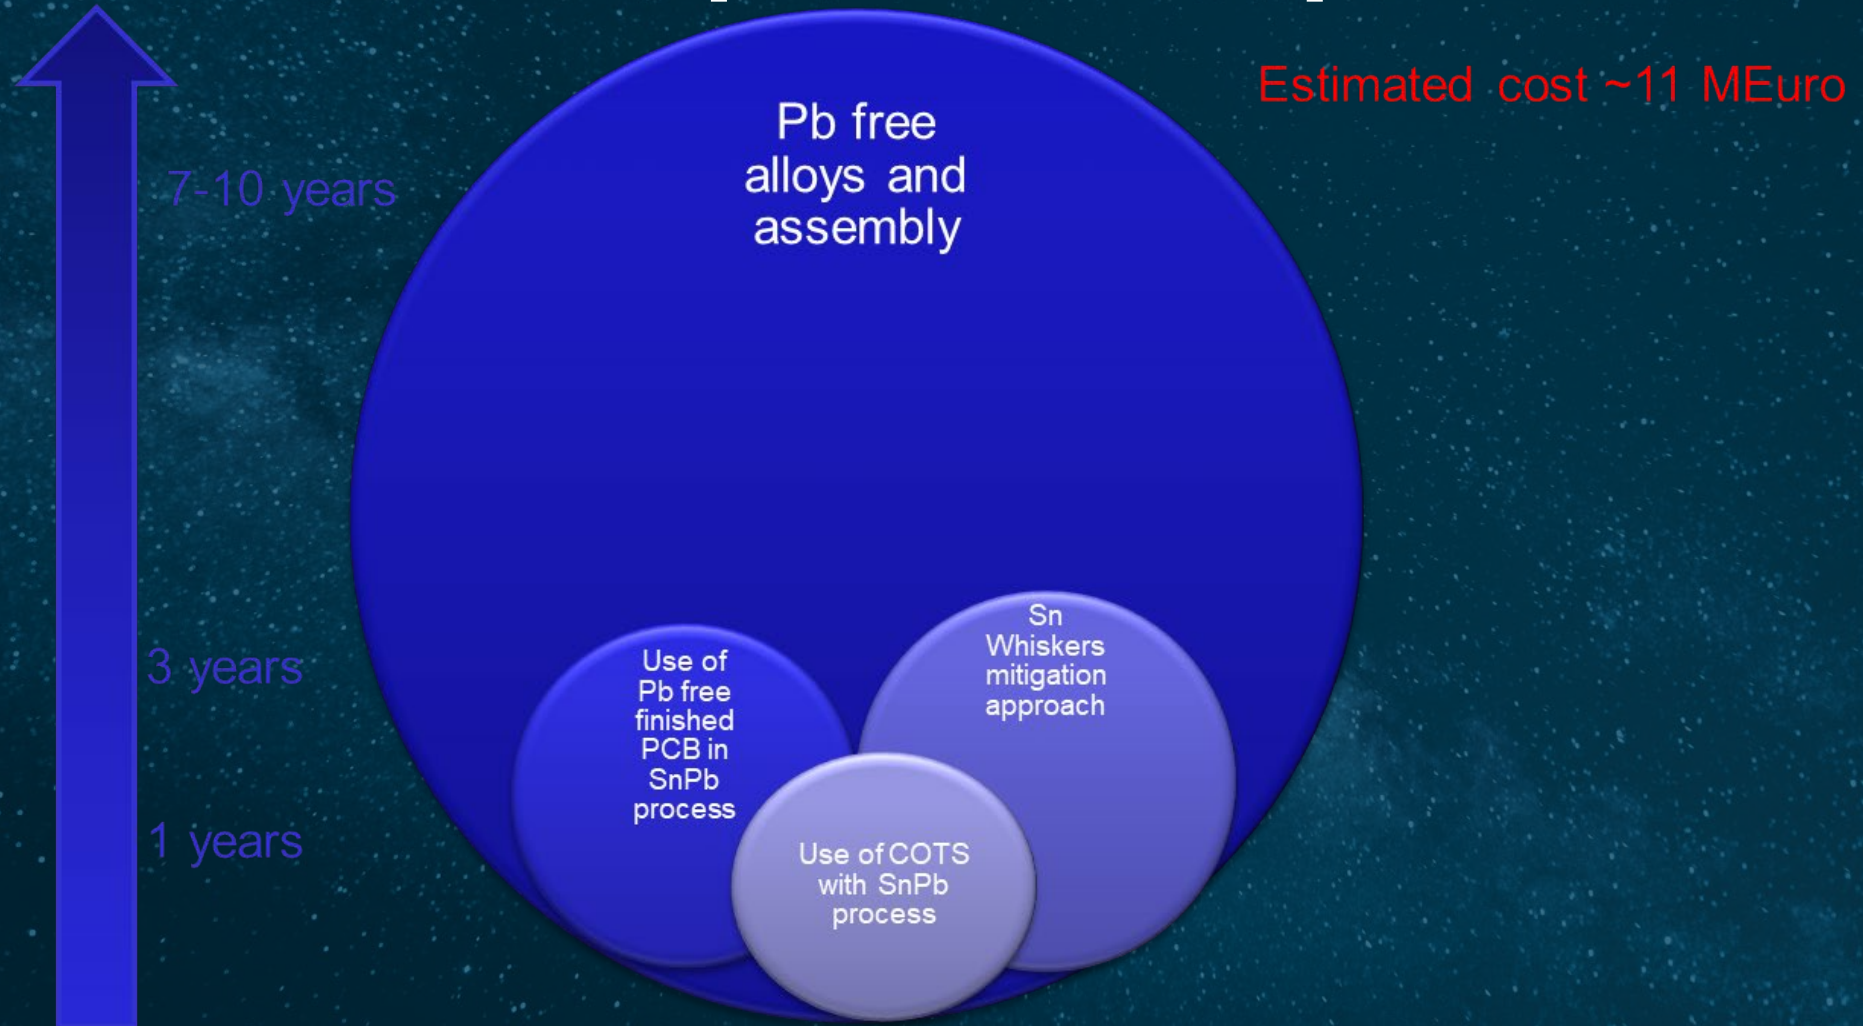 Estimated cost ~11 MEuro
Pb free
alloys and
assembly
7-10 years
3 years
1 years
Use of
Pb free
finished
PCB in
SnPb
process
Sn
Whiskers
mitigation
approach
Use of COTS
with SnPb
process